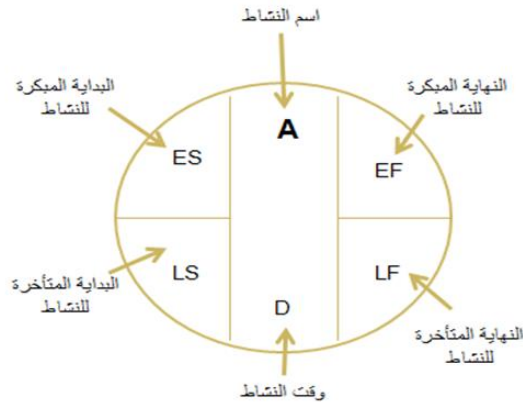 اسم النشاط
البداية المبكرة
للنشاط
النهاية المبكرة
للنشاط
A
ES
EF
LS
LF
D
البداية المتأخرة
للنشاط
النهاية المتأخرة
للنشاط
وقت النشاط